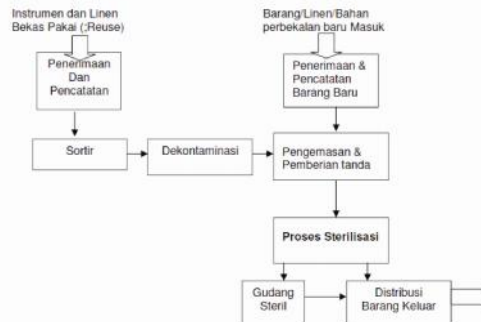 Instrumen dan Linen
Bekas Pakai (;Reuse)
Barang/Linen/Bahan
perbekalan baru Masuk
Penerimaan
Dan
Pencatatan
Penerimaan &
Pencatatan
Barang Baru
Sortir
Dekontaminasi
Pengemasan &
Pemberian tanda
Proses Sterilisasi
Gudang
Steril
Distribusi
Barang Keluar